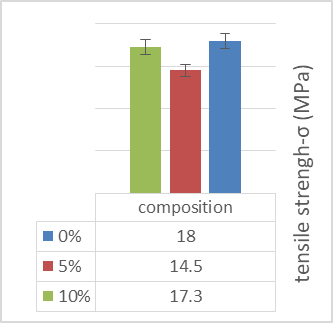 composition
0% 18
5% 14.5
10% 17.3
tensile strengh-σ (MPa)